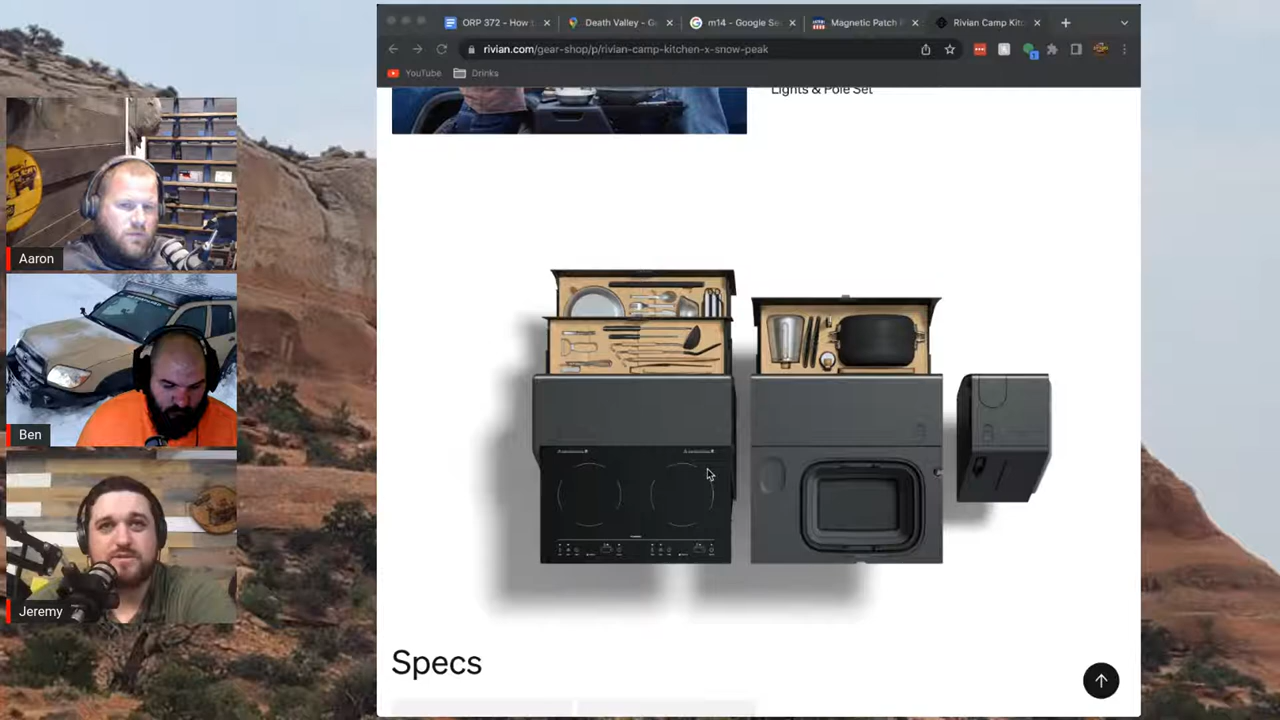 ORP 372 - How t
Death Valley - G
m14 - Google Se
Magnetic Patch
Rivian Camp Kit
rivian.com/gear-shop/p/rivian-camp-kitchen-x-snow-peak
YouTube
Drinks
Lights & Pole Set
Aaron
Ben
Jeremy
Specs